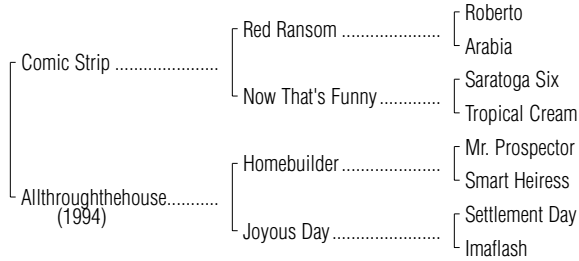 Roberto
Red Ransom ......................
Arabia
Comic Strip .......................
Saratoga Six
Now That's Funny .............
Tropical Cream
Mr. Prospector
Homebuilder ......................
Smart Heiress
Allthroughthehouse...........
(1994)
Settlement Day
Joyous Day ........................
Imaflash